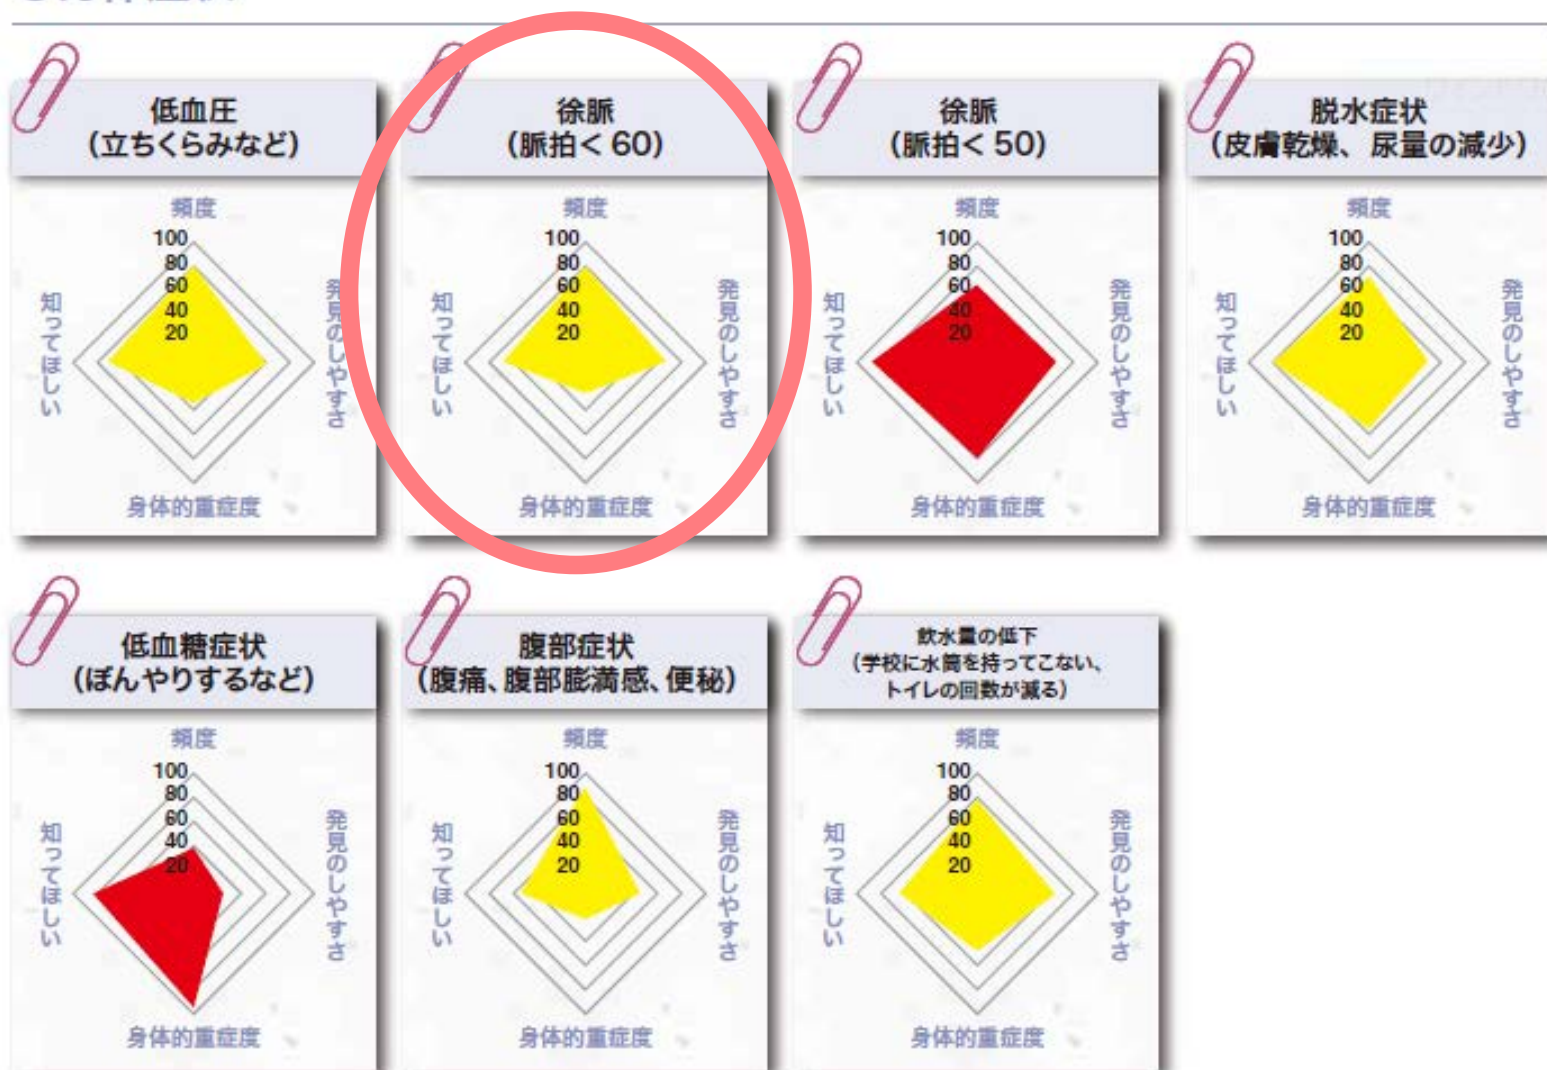 低血圧
(立ちくらみなど)
頻度
100
80
60
40
20
知ってほしい
発見のしやすさ
身体的重症度
徐脈
(脈拍<60)
頻度
100
80
60
40
20
知ってほしい
発見のしやすさ
身体的重症度
徐脈
(脈拍<50)
頻度
100
80
60
40
20
知ってほしい
発見のしやすさ
身体的重症度
脱水症状
(皮膚乾燥、尿量の減少)
頻度
100
80
60
40
20
知ってほしい
発見のしやすさ
身体的重症度
低血糖症状
(ぼんやりするなど)
頻度
100
80
60
40
20
知ってほしい
発見のしやすさ
身体的重症度
腹部症状
(腹痛、腹部膨満感、便秘)
頻度
100
80
60
40
20
知ってほしい
発見のしやすさ
身体的重症度
飲水量の低下
(学校に水筒を持ってこない、
トイレの回数が減る)
頻度
100
80
60
40
20
知ってほしい
発見のしやすさ
身体的重症度